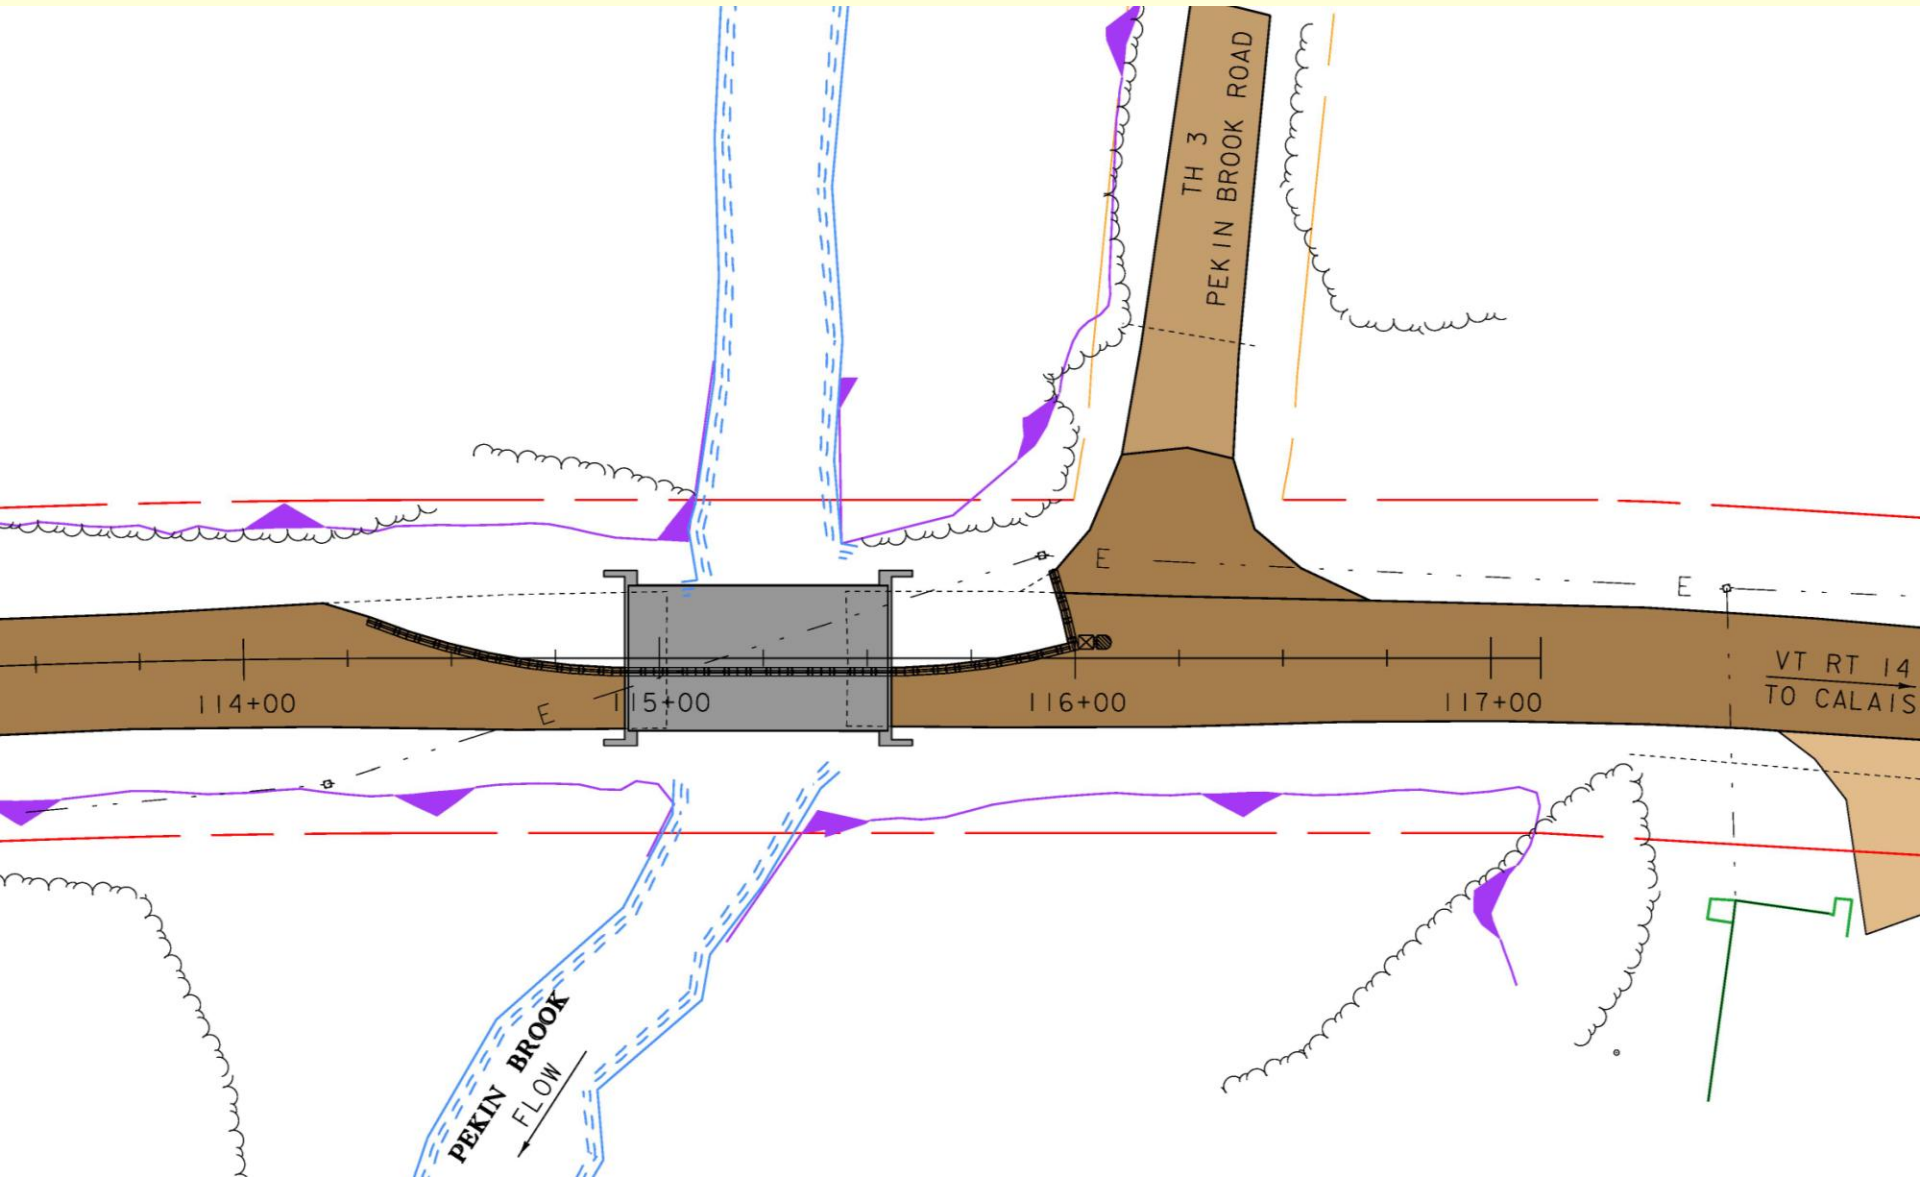 TH 3
PEKIN BROOK ROAD
E
E
VT RT 14
TO CALAIS
114+00
115+00
116+00
117+00
E
PEKIN BROOK
FLOW